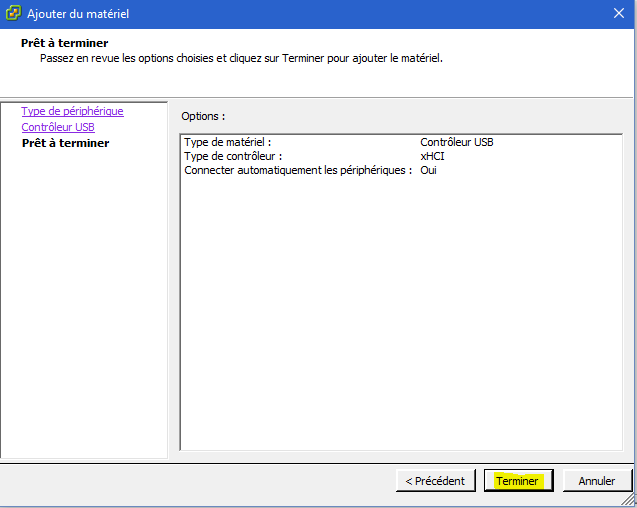 Ajouter du matériel
Prêt à terminer
Passez en revue les options choisies et cliquez sur Terminer pour ajouter le matériel.
Type de périphérique
Contrôleur USB
Prêt à terminer
Options :
Type de matériel : Contrôleur USB
Type de contrôleur : xHCI
Connecter automatiquement les périphériques : Oui
< Précédent Terminer Annuler